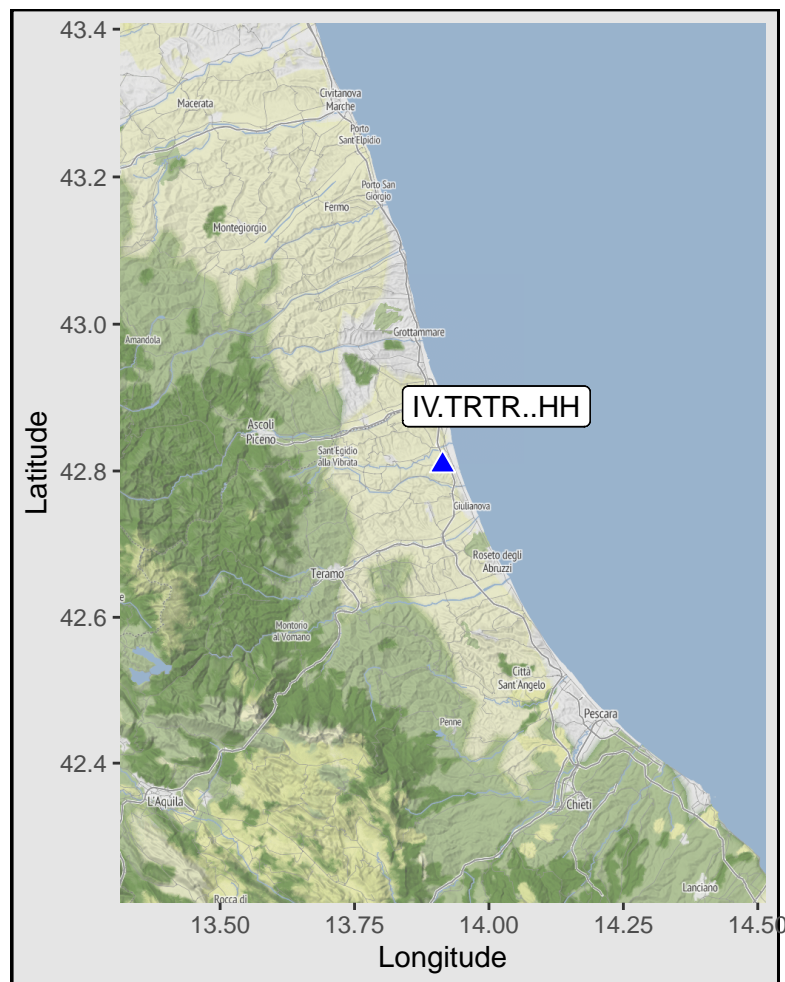 43.4
43.2
43.0
42.8
42.6
42.4
Latitude
Macerata
Civitanova
Marche
Porto
Sant'Elpidio
Porto San
Giorgio
Fermo
Montegiorgio
Amandola
Grottammare
IV.TRTR..HH
Ascoli
Piceno
Sant'Egidio
alla Vibrata
Giulianova
Roseto degli
Abruzzi
Teramo
Montorio
al Vomano
Città
Sant'Angelo
Penne
Pescara
L'Aquila
Chieti
Lanciano
Rocca di
13.50
13.75
14.00
14.25
14.50
Longitude